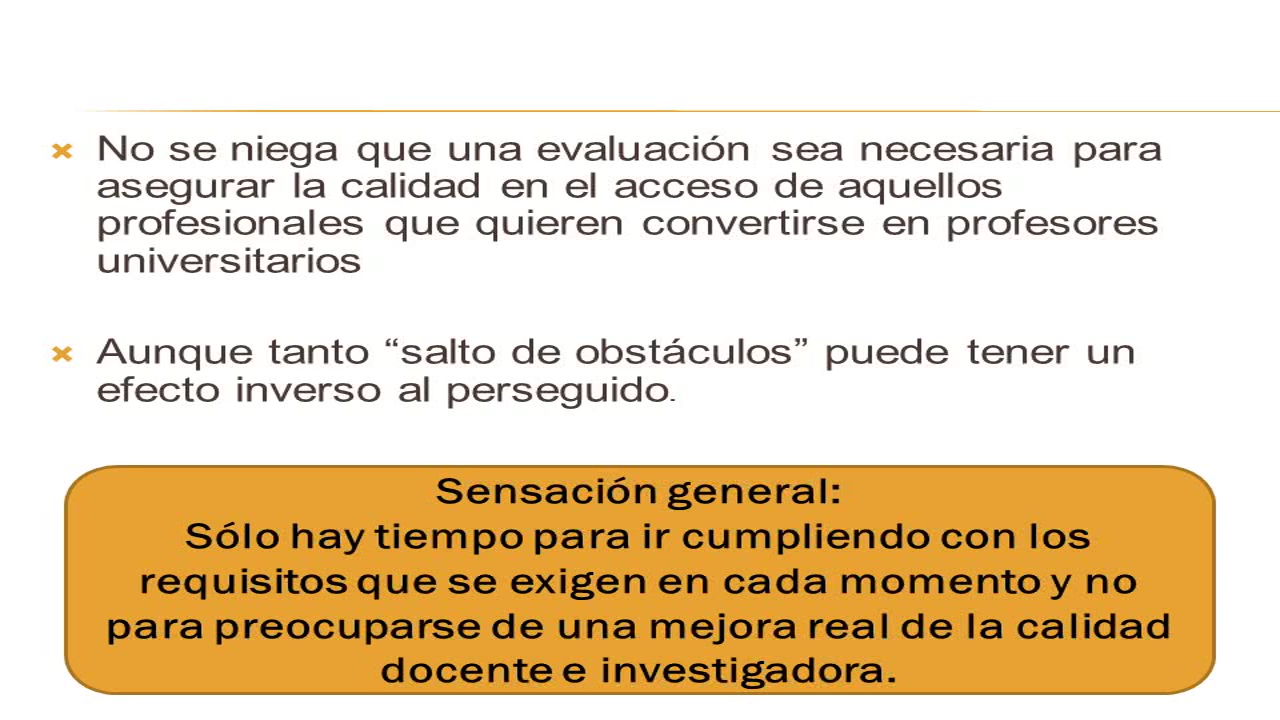 No se niega que una evaluación sea necesaria para
asegurar la calidad en el acceso de aquellos
profesionales que quieren convertirse en profesores
universitarios
Aunque tanto “salto de obstáculos” puede tener un
efecto inverso al perseguido.
Sensación general:
Sólo hay tiempo para ir cumpliendo con los
requisitos que se exigen en cada momento y no
para preocuparse de una mejora real de la calidad
docente e investigadora.